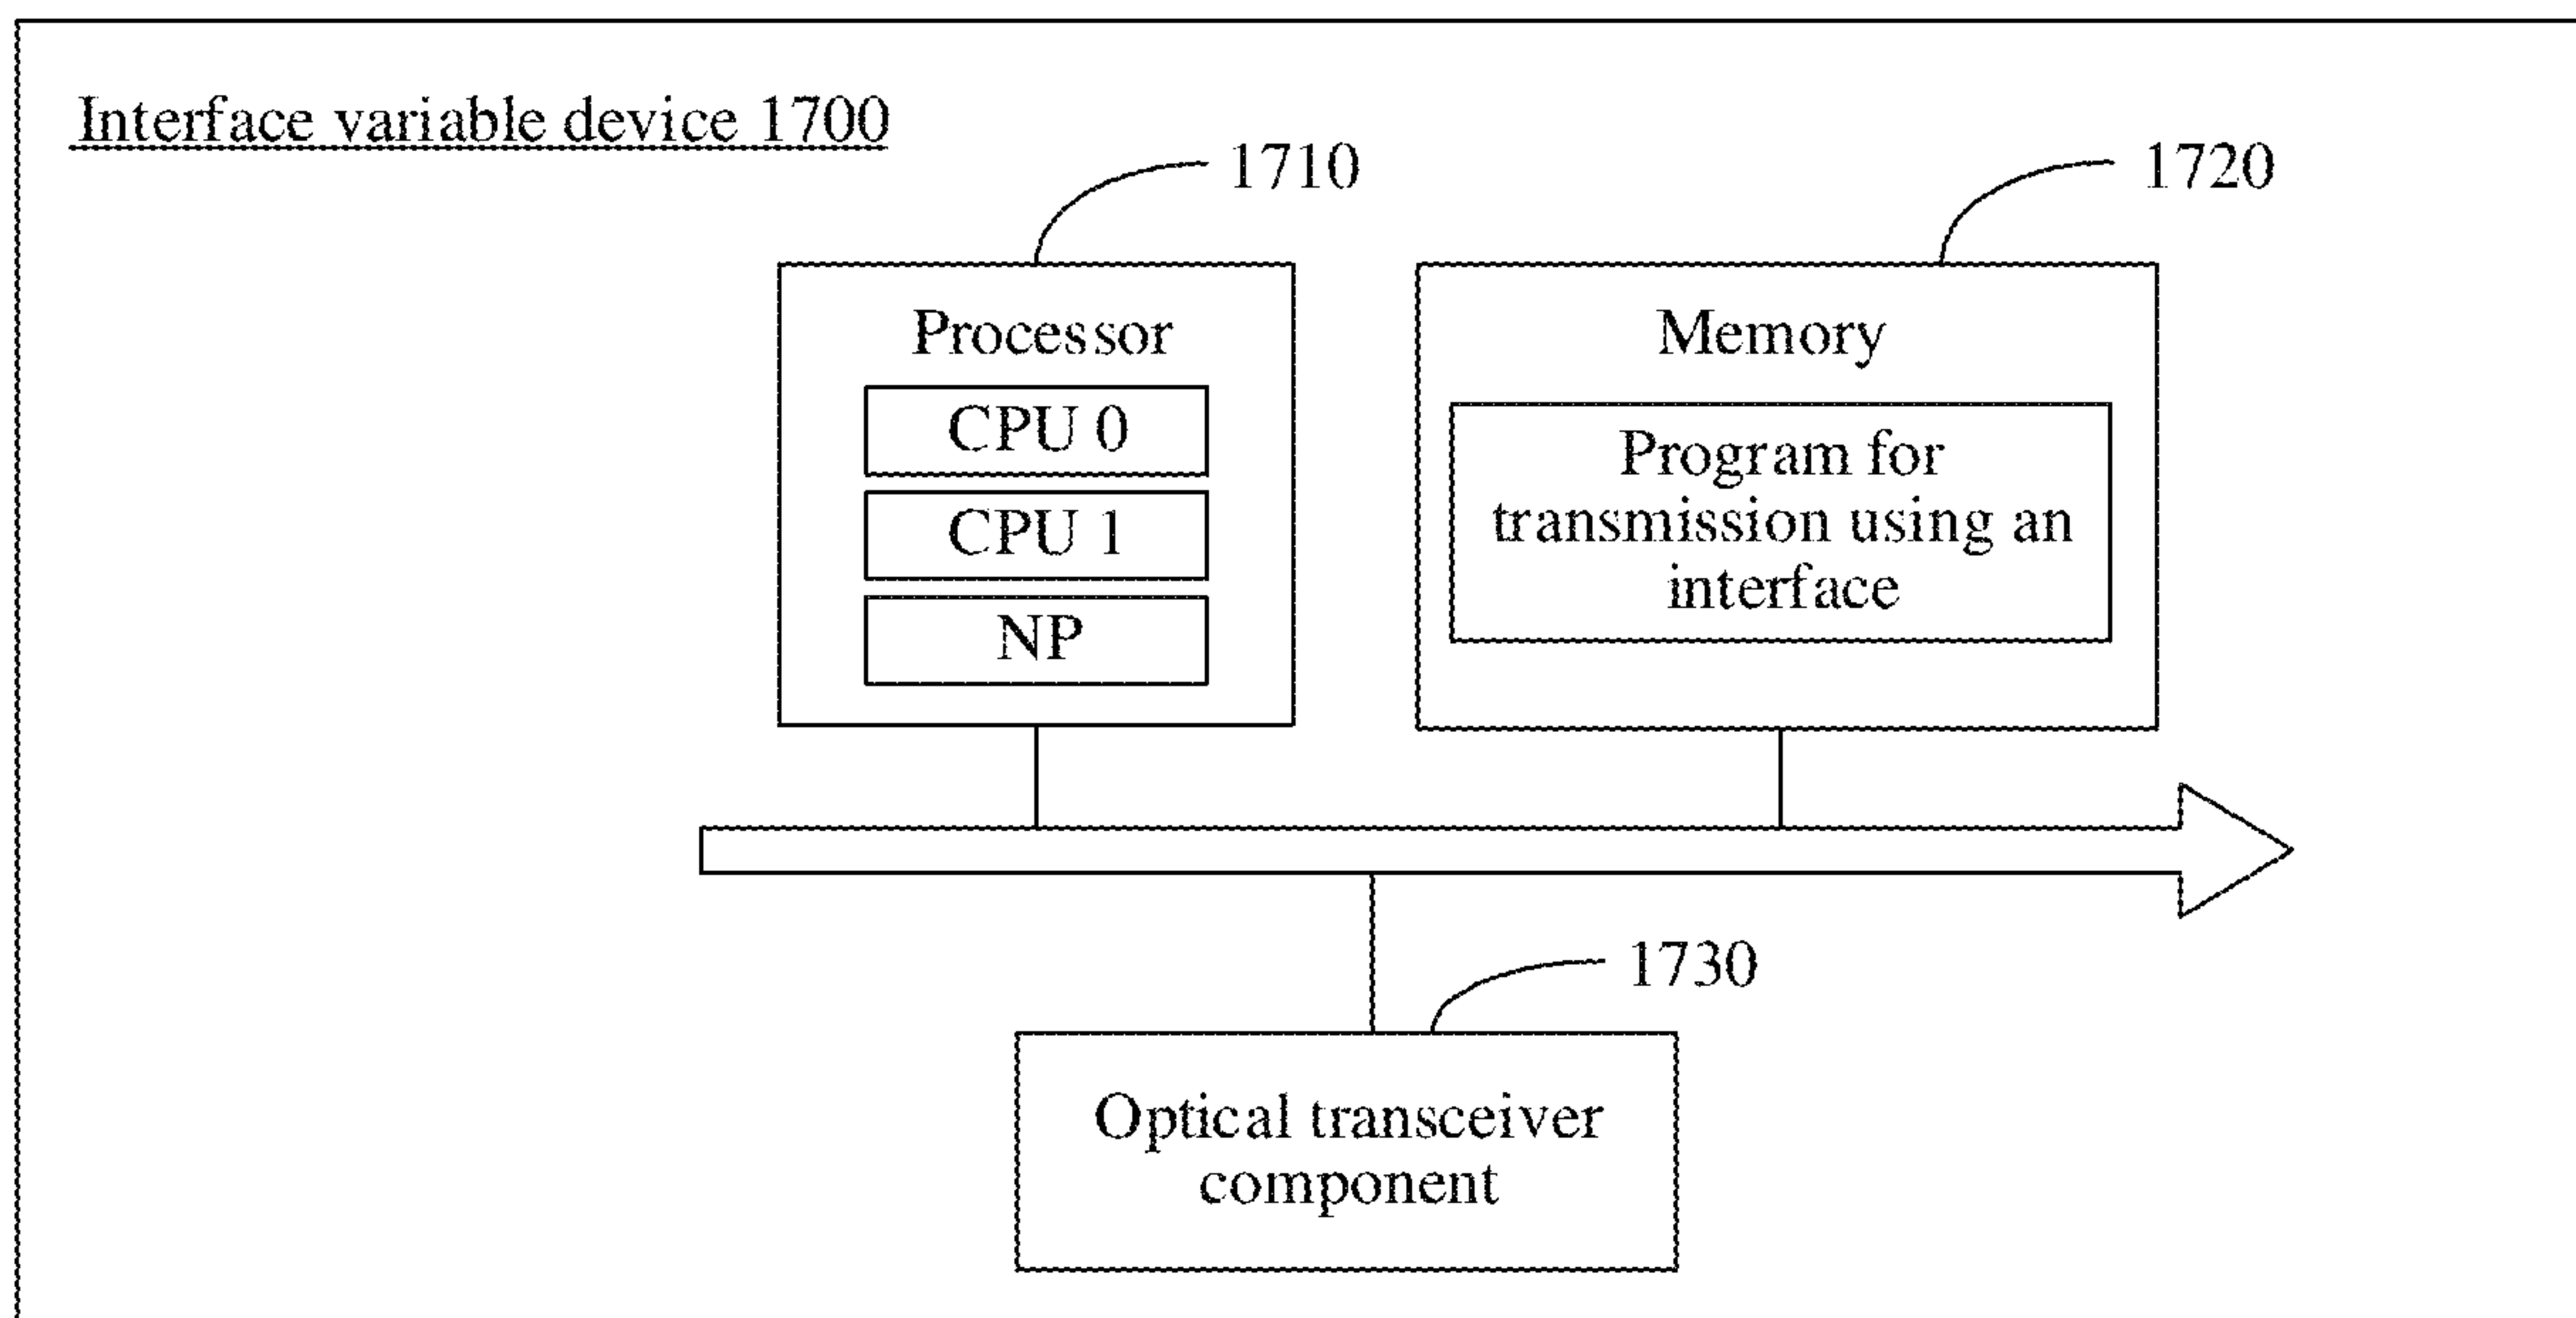 Interface variable device 1700
1710
1720
Processor
CPU 0
CPU 1
NP
Memory
Program for
transmission using an
interface
1730
Optical transceiver
component